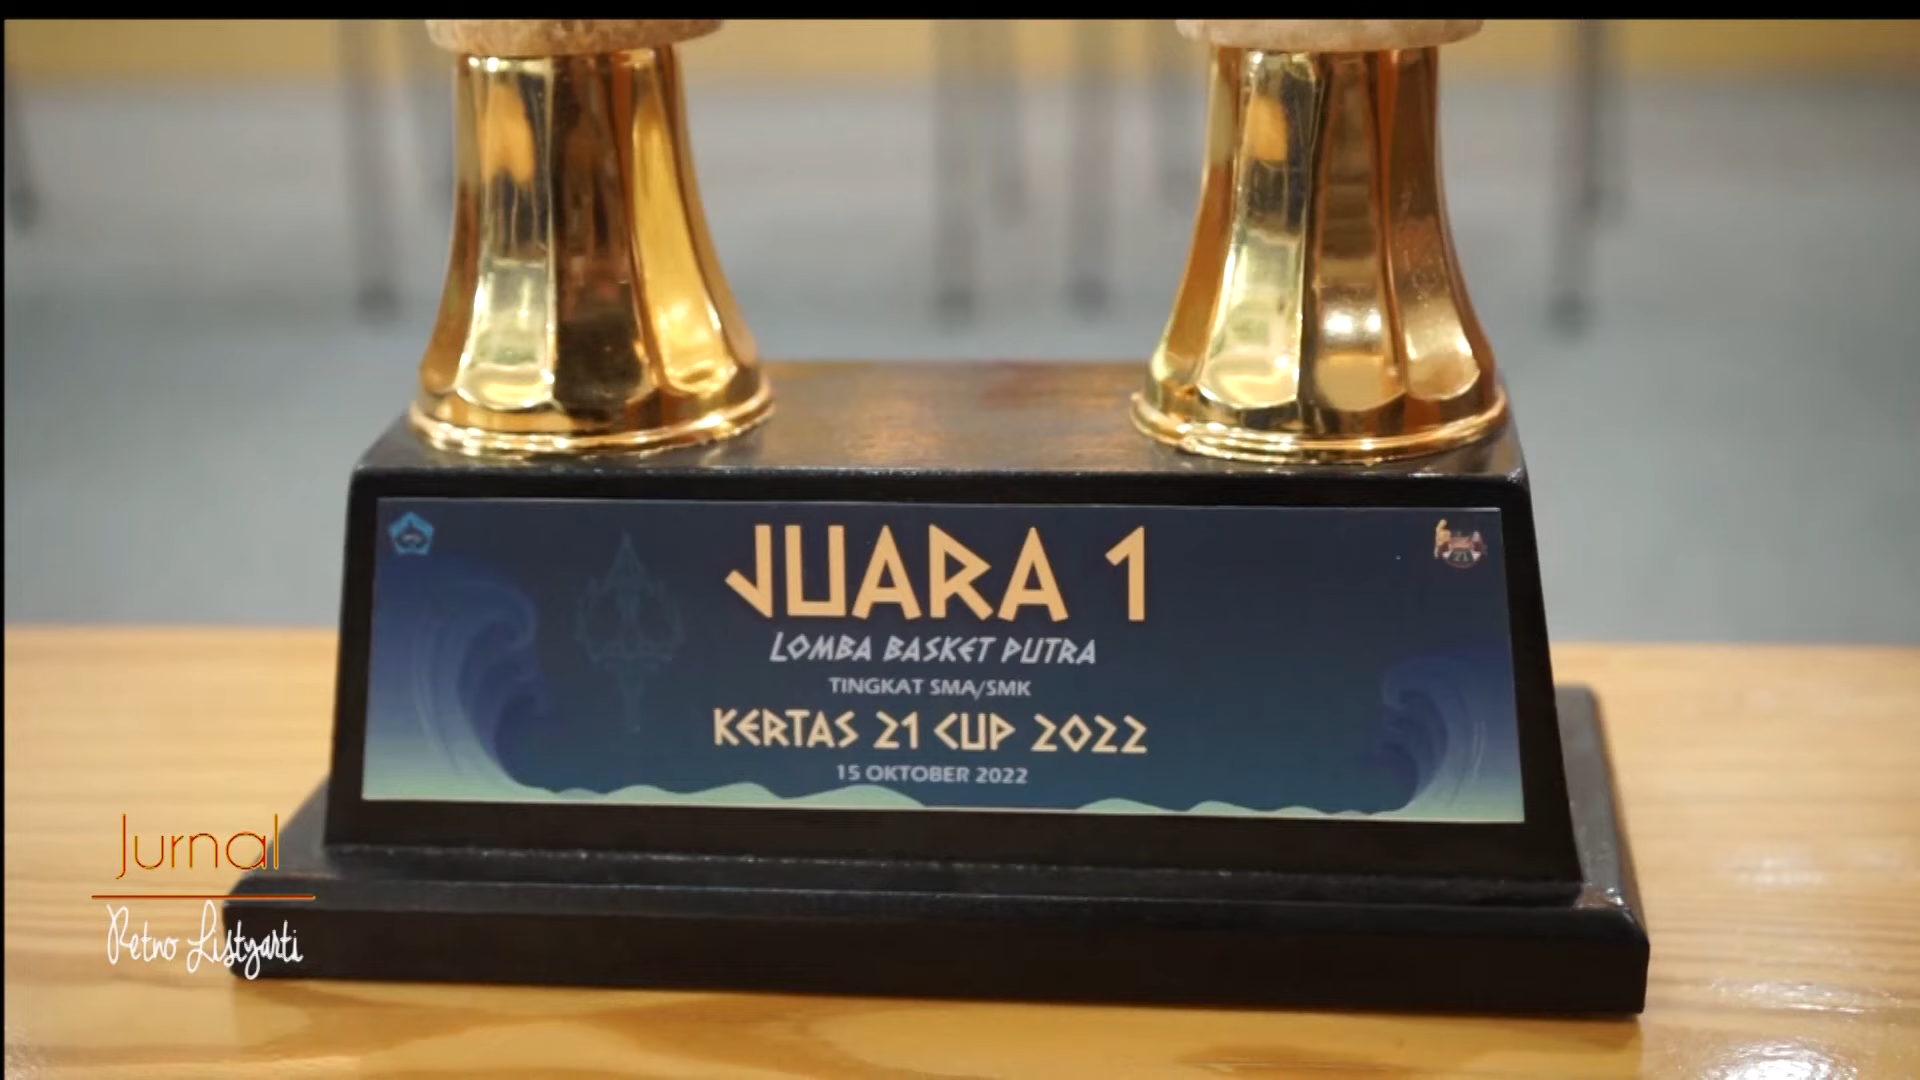 JUARA 1
LOMBA BASKET PUTRA
TINGKAT SMA/SMK
KERTAS 21 CUP 2022
15 OKTOBER 2022
Jurnal
Retno Listyarti